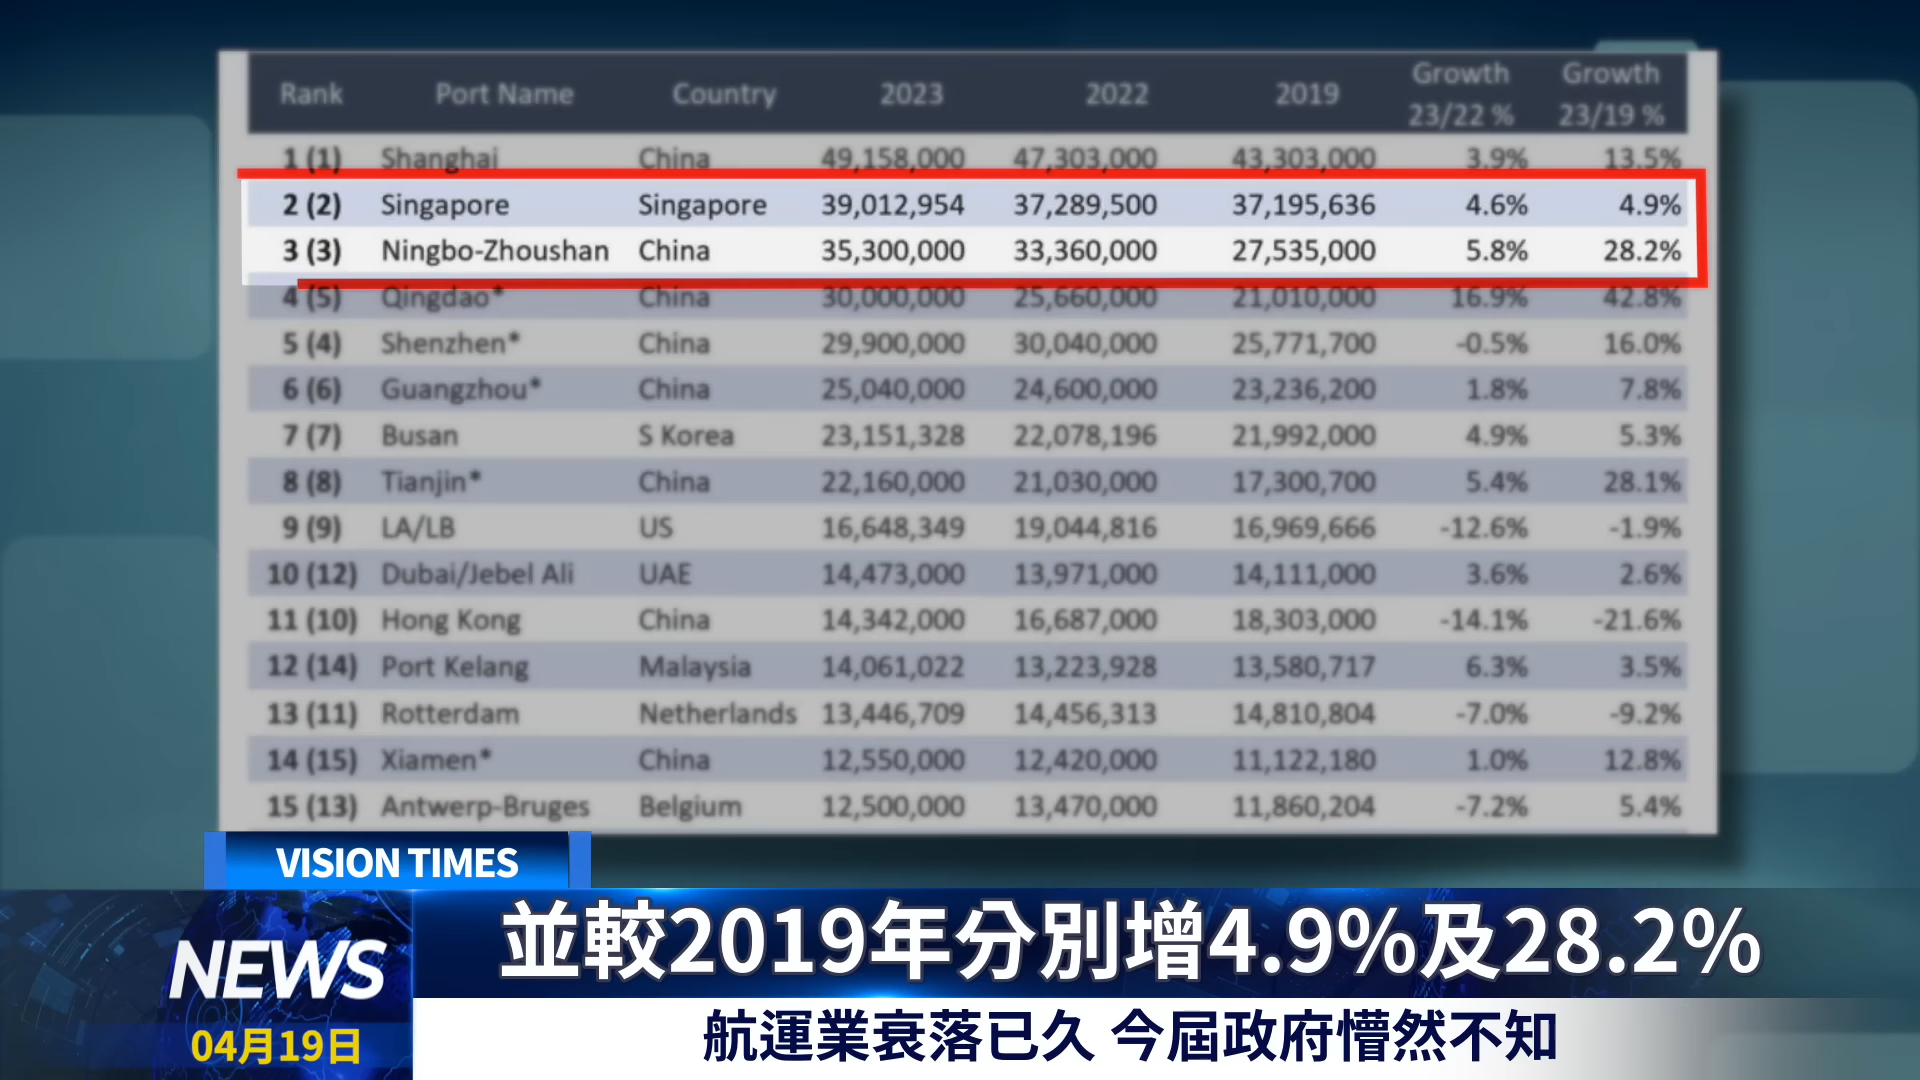 Rank Port Name Country 2023 2022 2019 Growth 23/22 % Growth 23/19 %
1 (1) Shanghai China 49,158,000 47,303,000 43,303,000 3.9% 13.5%
2 (2) Singapore Singapore 39,012,954 37,289,500 37,195,636 4.6% 4.9%
3 (3) Ningbo-Zhoushan China 35,300,000 33,360,000 27,535,000 5.8% 28.2%
4 (5) Qingdao* China 30,000,000 25,660,000 21,010,000 16.9% 42.8%
5 (4) Shenzhen* China 29,900,000 30,040,000 25,771,700 -0.5% 16.0%
6 (6) Guangzhou* China 25,040,000 24,600,000 23,236,200 1.8% 7.8%
7 (7) Busan S Korea 23,151,328 22,078,196 21,992,000 4.9% 5.3%
8 (8) Tianjin* China 22,160,000 21,030,000 17,300,700 5.4% 28.1%
9 (9) LA/LB US 16,648,349 19,044,816 16,969,666 -12.6% -1.9%
10 (12) Dubai/Jebel Ali UAE 14,473,000 13,971,000 14,111,000 3.6% 2.6%
11 (10) Hong Kong China 14,342,000 16,687,000 18,303,000 -14.1% -21.6%
12 (14) Port Kelang Malaysia 14,061,022 13,223,928 13,580,717 6.3% 3.5%
13 (11) Rotterdam Netherlands 13,446,709 14,456,313 14,810,804 -7.0% -9.2%
14 (15) Xiamen* China 12,550,000 12,420,000 11,122,180 1.0% 12.8%
15 (13) Antwerp-Bruges Belgium 12,500,000 13,470,000 11,860,204 -7.2% 5.4%
VISION TIMES
並較2019年分別增4.9%及28.2%
NEWS
04月19日
航運業衰落已久 今屆政府懵然不知